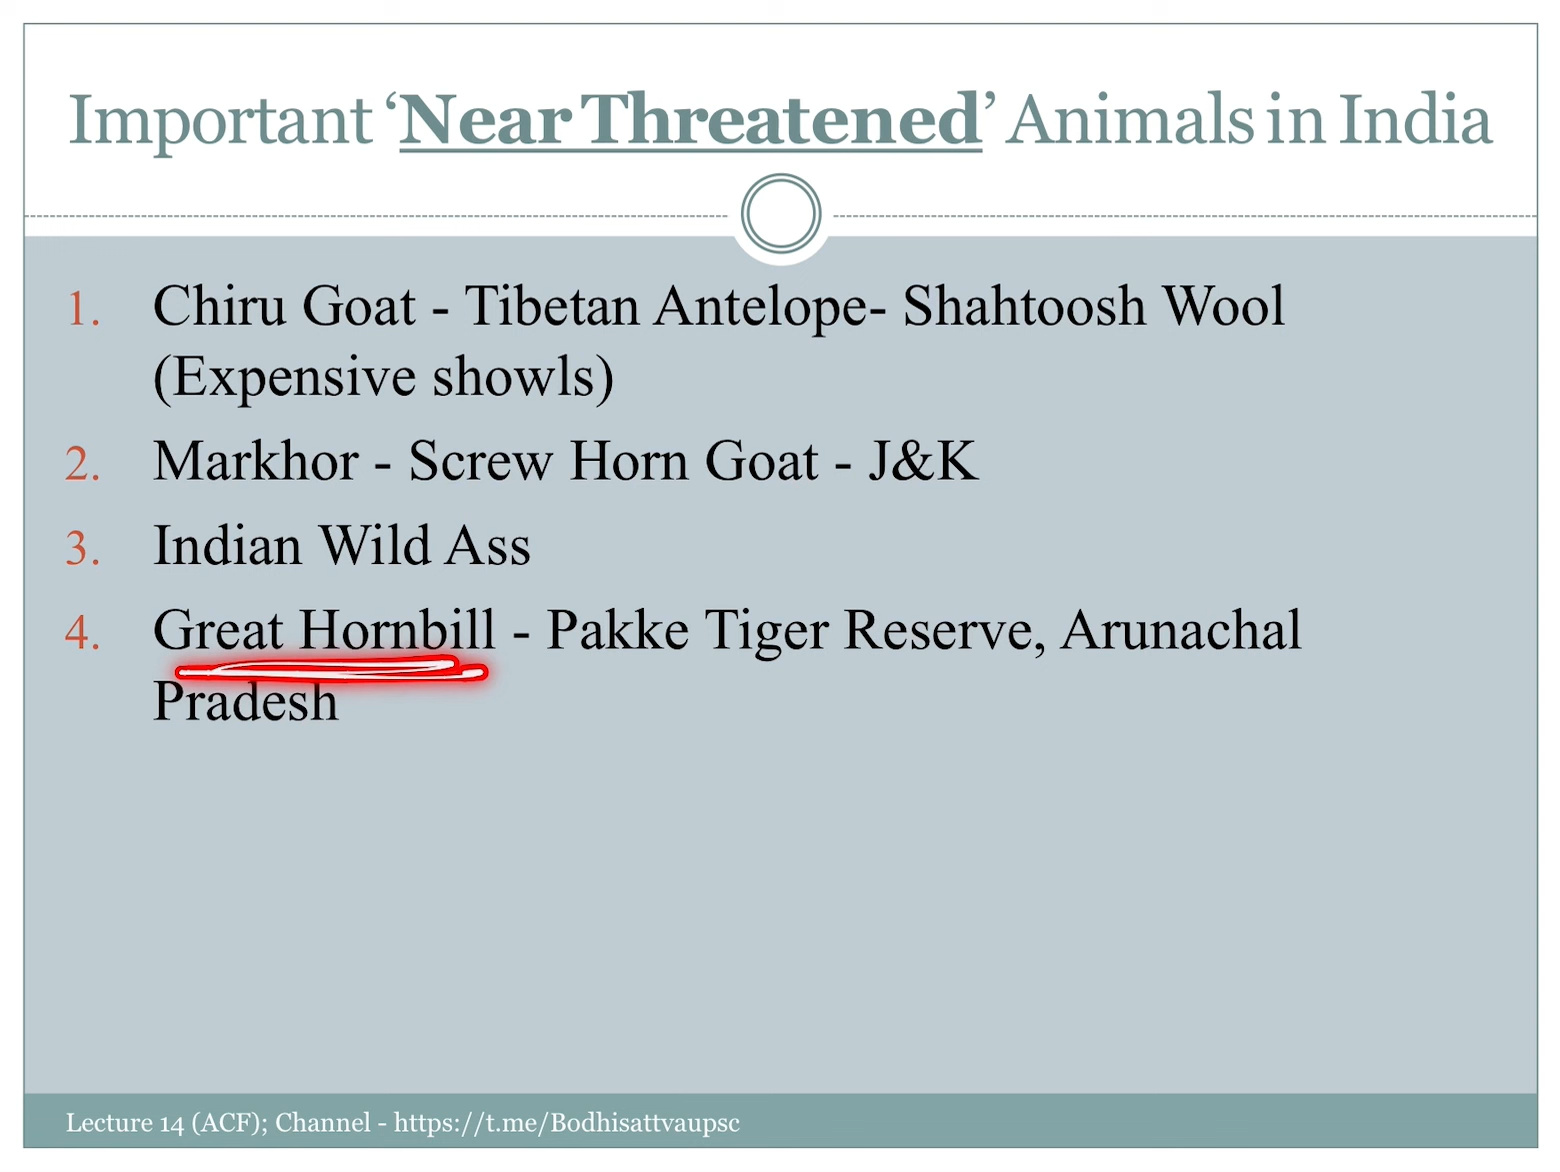 Important ‘Near Threatened’ Animals in India
1. Chiru Goat - Tibetan Antelope- Shahtoosh Wool
(Expensive showls)
2. Markhor - Screw Horn Goat - J&K
3. Indian Wild Ass
4. Great Hornbill - Pakke Tiger Reserve, Arunachal
Pradesh
Lecture 14 (ACF); Channel - https://t.me/Bodhisattvaupsc